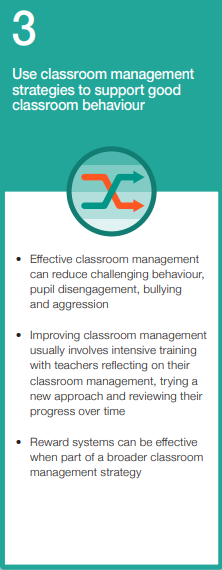 3
Use classroom management
strategies to support good
classroom behaviour
• Effective classroom management
can reduce challenging behaviour,
pupil disengagement, bullying
and aggression
• Improving classroom management
usually involves intensive training
with teachers reflecting on their
classroom management, trying a
new approach and reviewing their
progress over time
• Reward systems can be effective
when part of a broader classroom
management strategy